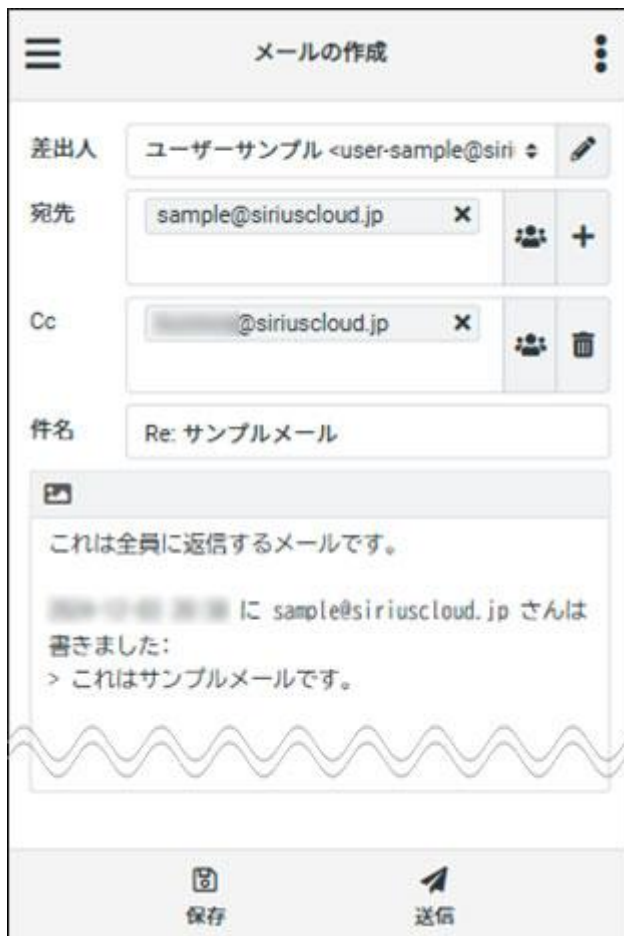 メールの作成
差出人 ユーザーサンプル <user-sample@siri
宛先 sample@siriuscloud.jp
Cc @siriuscloud.jp
件名 Re: サンプルメール
これは全員に返信するメールです。
に sample@siriuscloud.jp さんは
書きました:
> これはサンプルメールです。
保存 送信